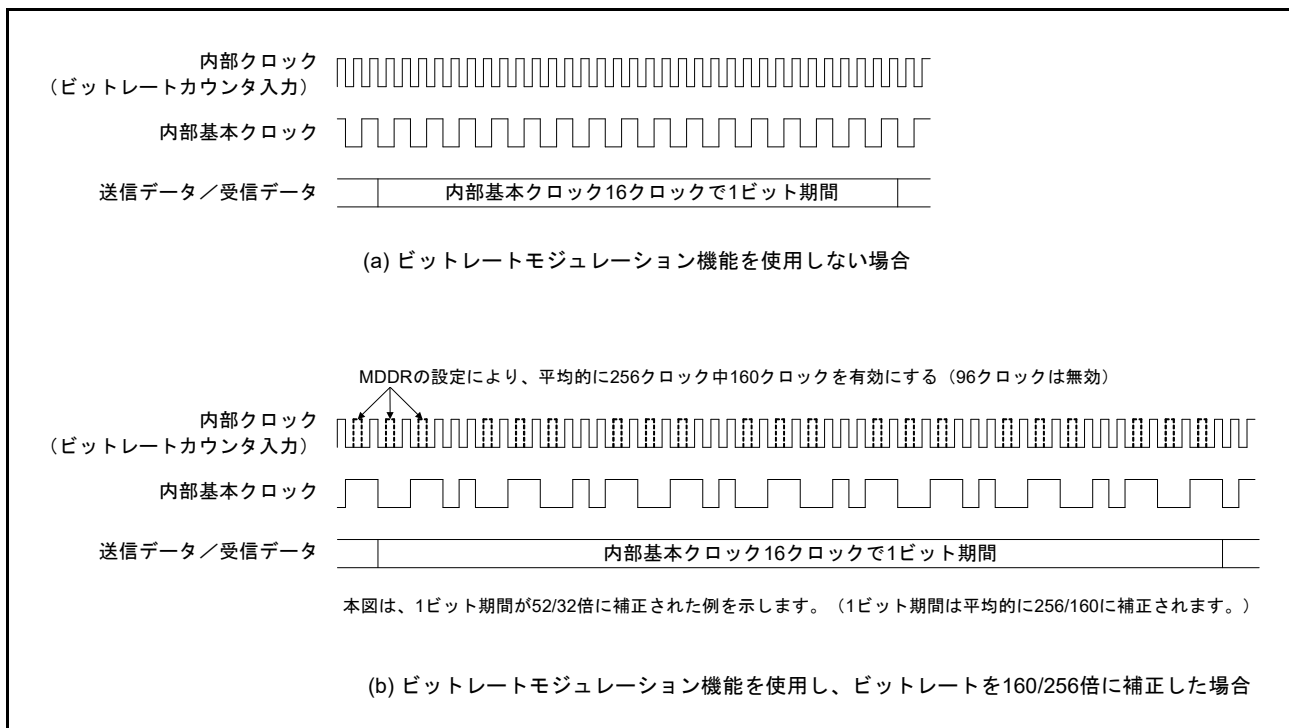 内部クロック
（ビットレートカウンタ入力）
内部基本クロック
送信データ／受信データ
内部基本クロック16クロックで1ビット期間
(a) ビットレートモジュレーション機能を使用しない場合
MDDRの設定により、平均的に256クロック中160クロックを有効にする（96クロックは無効）
内部クロック
（ビットレートカウンタ入力）
内部基本クロック
送信データ／受信データ
内部基本クロック16クロックで1ビット期間
本図は、1ビット期間が52/32倍に補正された例を示します。（1ビット期間は平均的に256/160に補正されます。）
(b) ビットレートモジュレーション機能を使用し、ビットレートを160/256倍に補正した場合